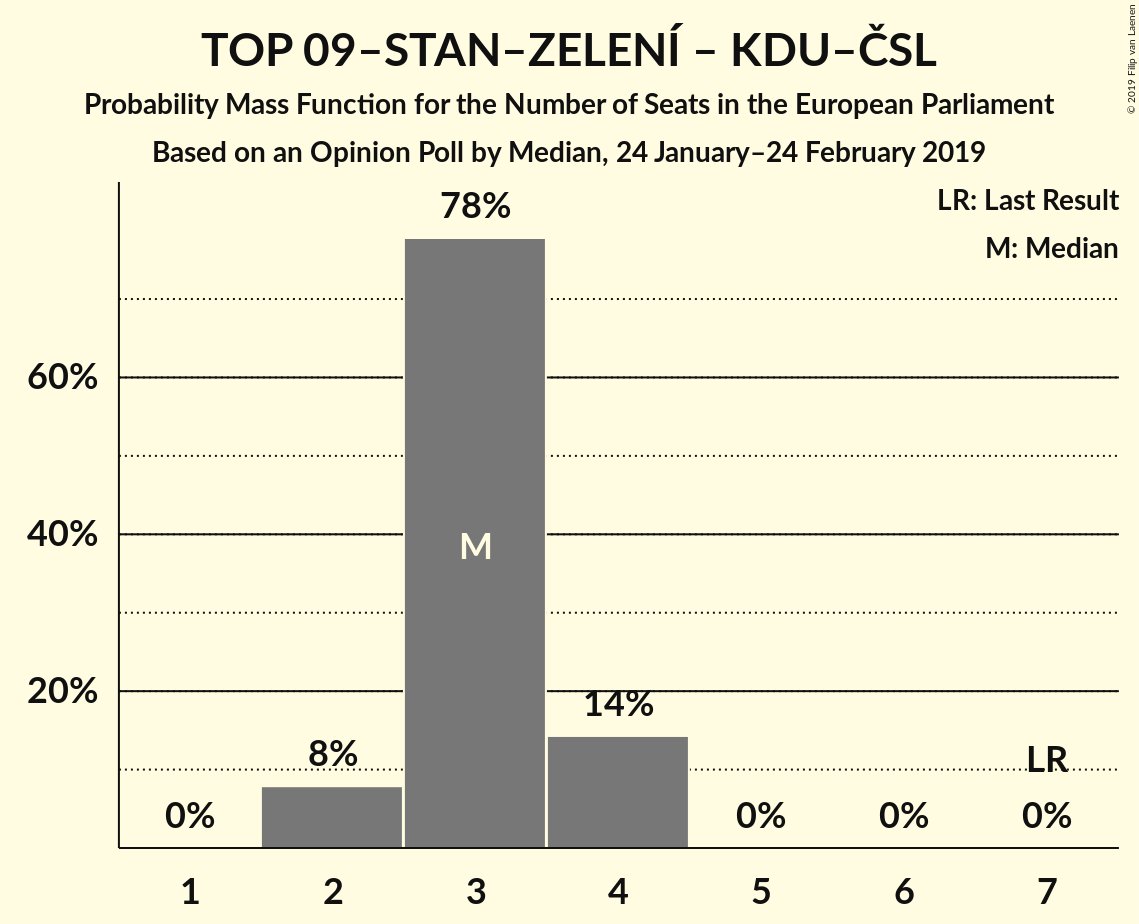 TOP 09–STAN–ZELENÍ – KDU–ČSL
Probability Mass Function for the Number of Seats in the European Parliament
Based on an Opinion Poll by Median, 24 January–24 February 2019
© 2019 Filip van Laenen
LR: Last Result
M: Median
78%
60%
40%
M
20%
14%
8%
LR
0%
0%
0%
0%
1 2 3 4 5 6 7